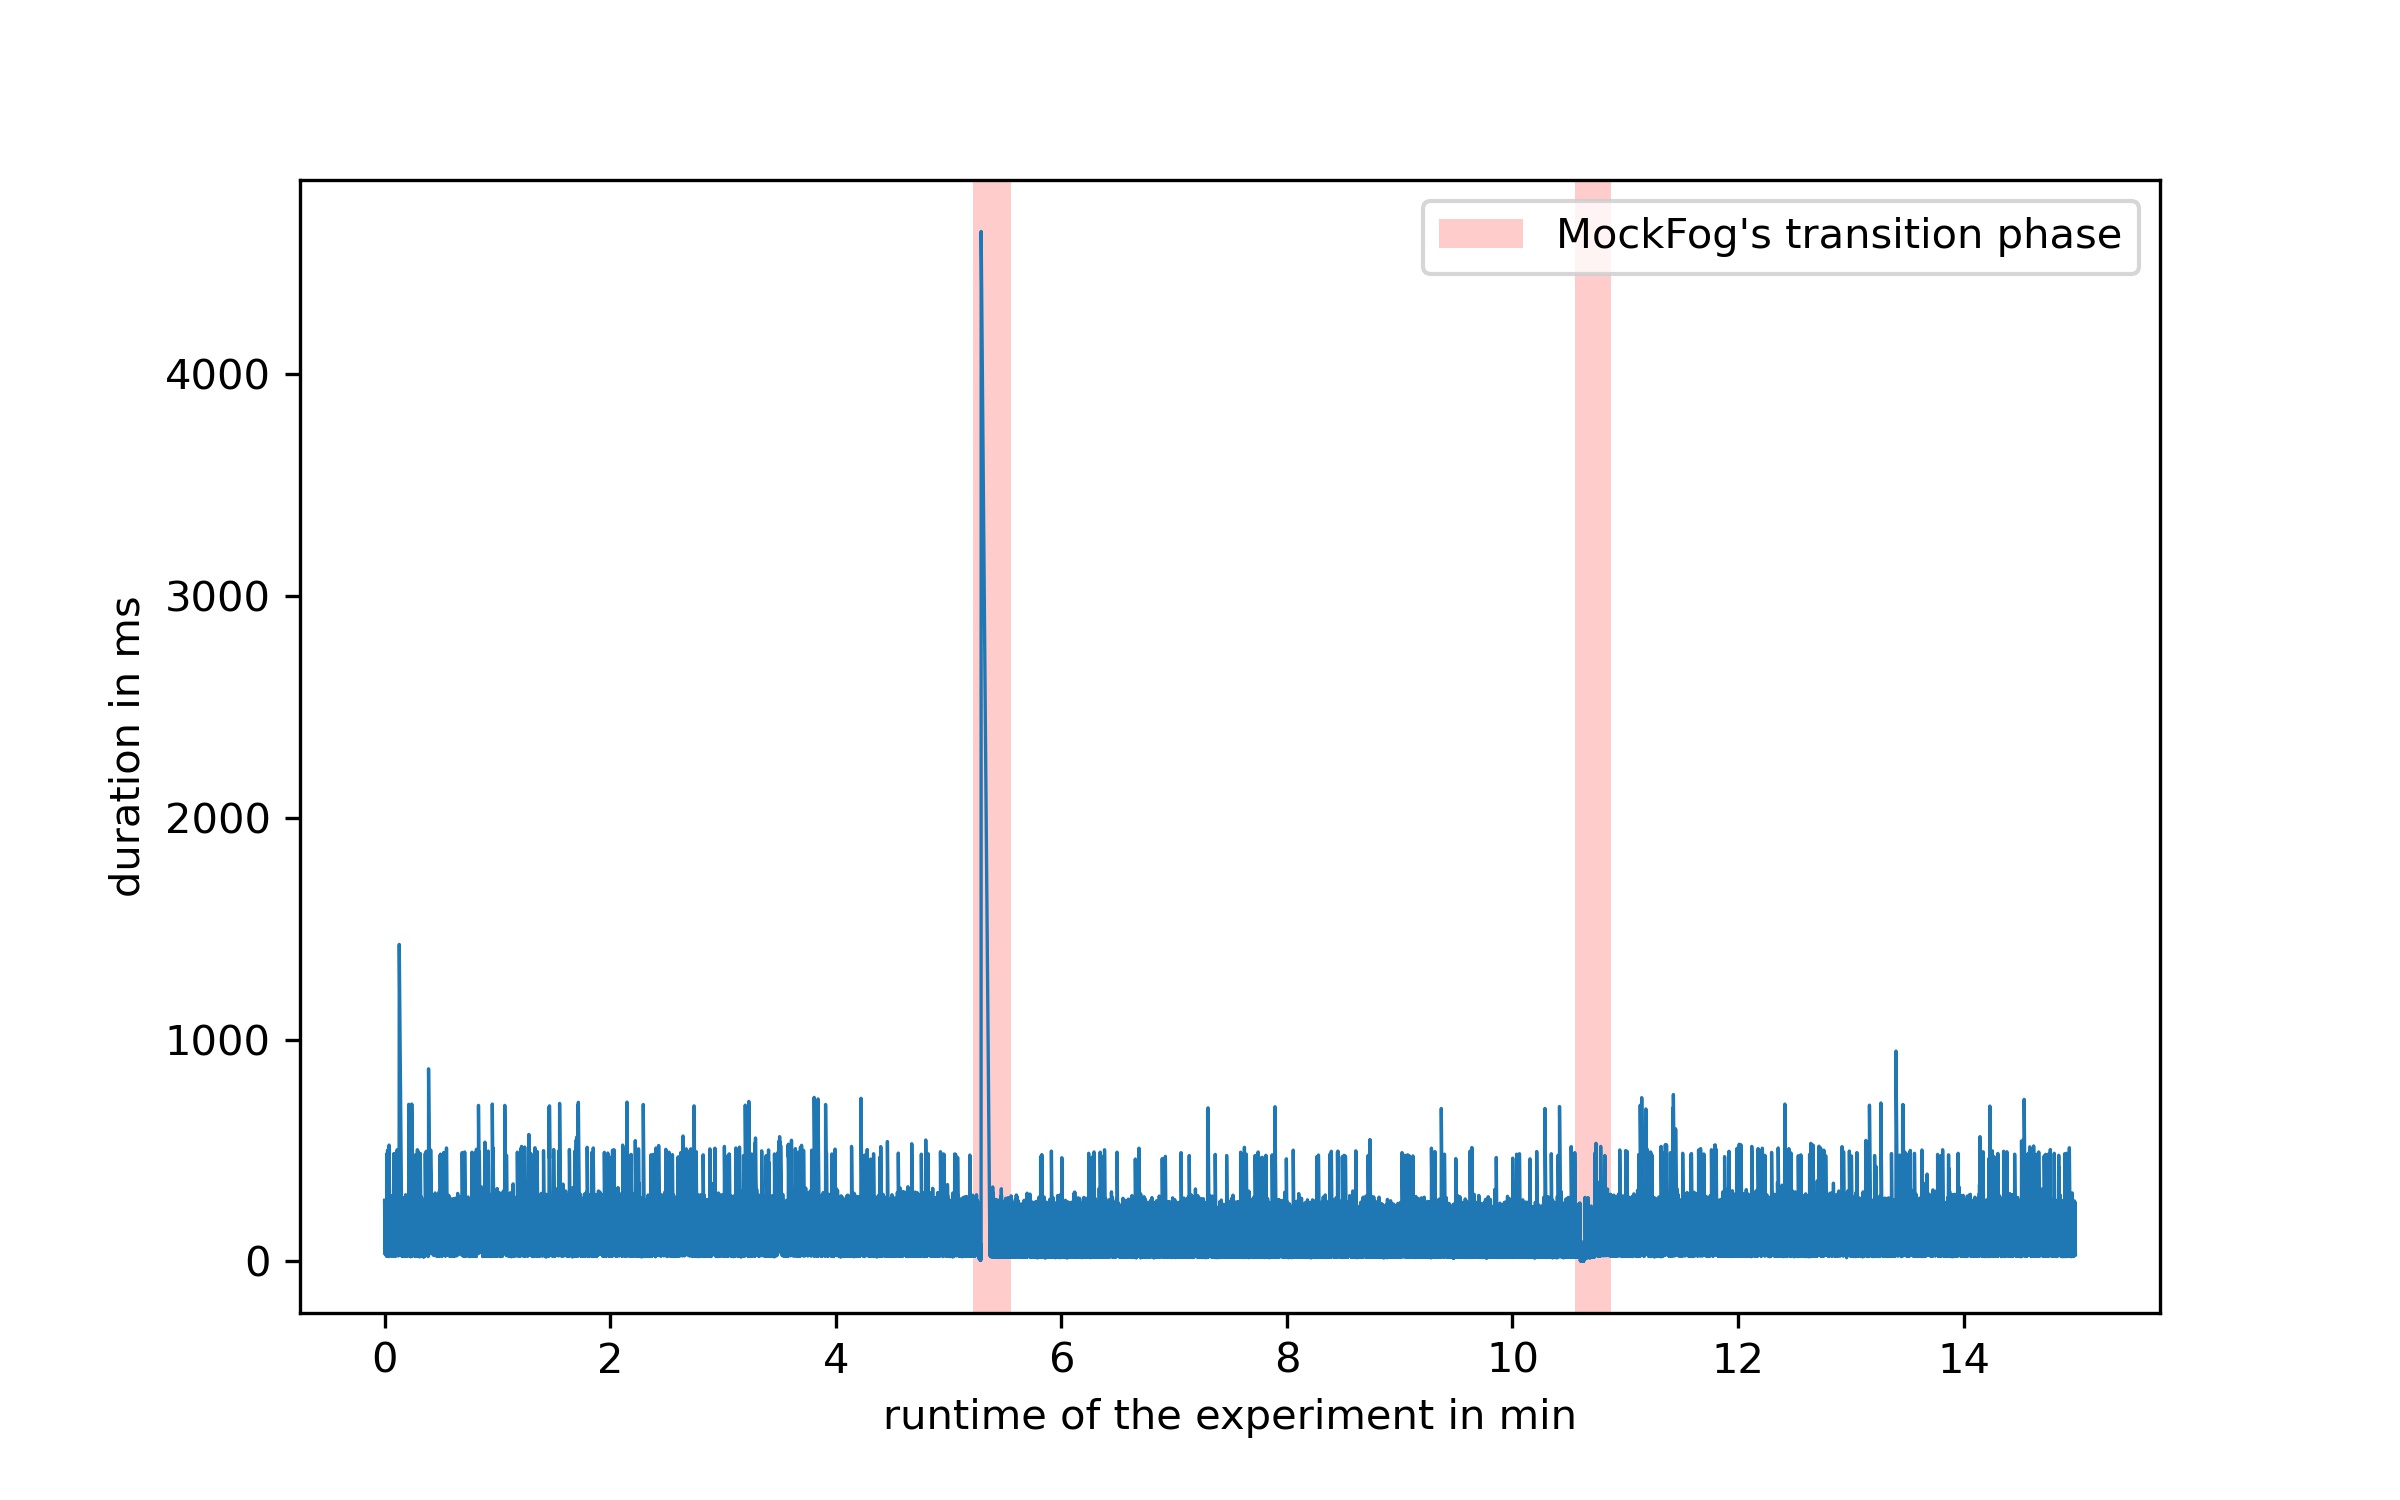 MockFog's transition phase
duration in ms
4000
3000
2000
1000
0
0 2 4 6 8 10 12 14
runtime of the experiment in min